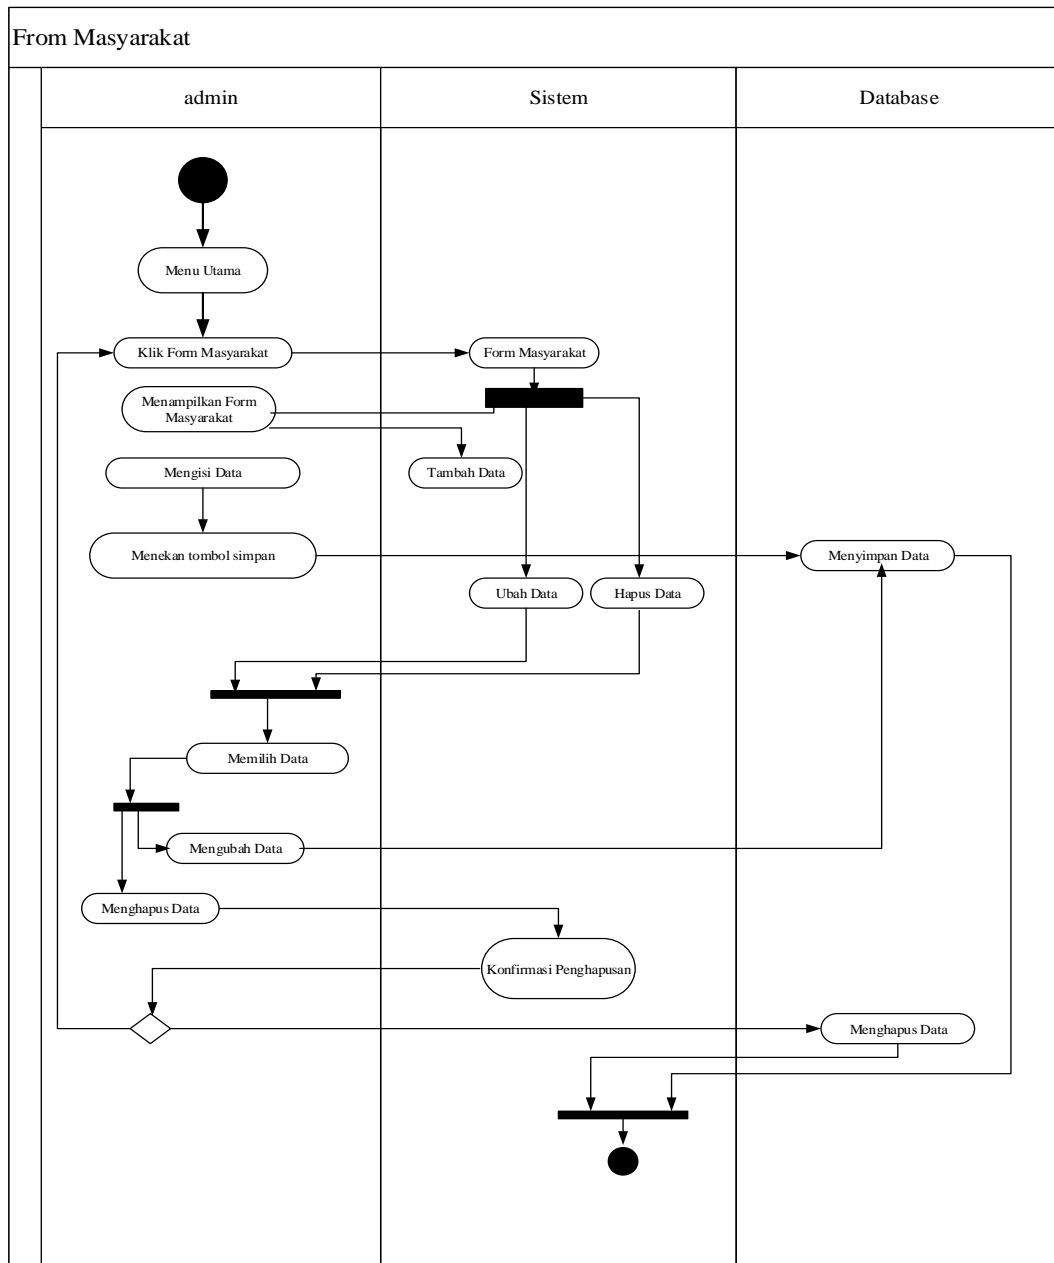 From Masyarakat
admin
Sistem
Database
Menu Utama
Klik Form Masyarakat
Form Masyarakat
Menampilkan Form
Masyarakat
Mengisi Data
Tambah Data
Menekan tombol simpan
Menyimpan Data
Ubah Data
Hapus Data
Memilih Data
Mengubah Data
Menghapus Data
Konfirmasi Penghapusan
Menghapus Data